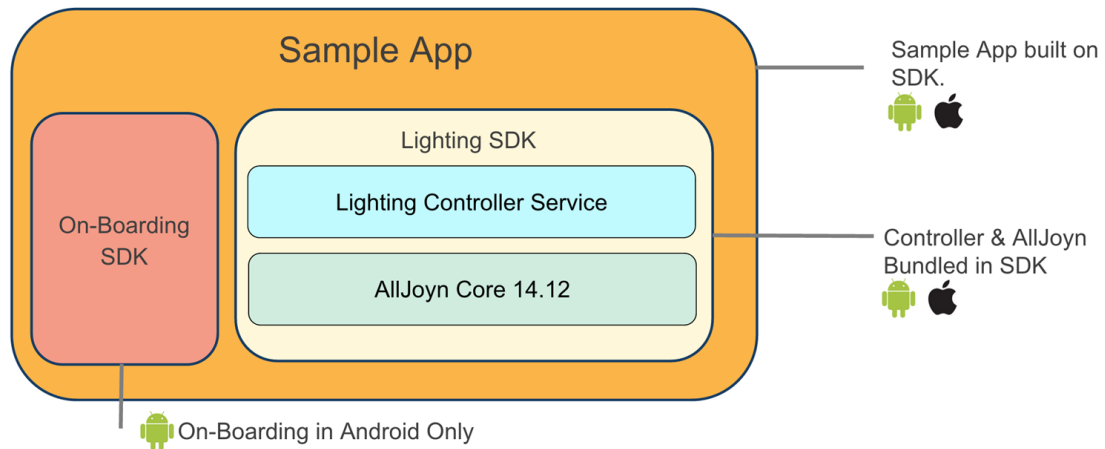 Sample App
On-Boarding
SDK
Lighting SDK
Lighting Controller Service
AllJoyn Core 14.12
Sample App built on
SDK.
Controller & AllJoyn
Bundled in SDK
On-Boarding in Android Only